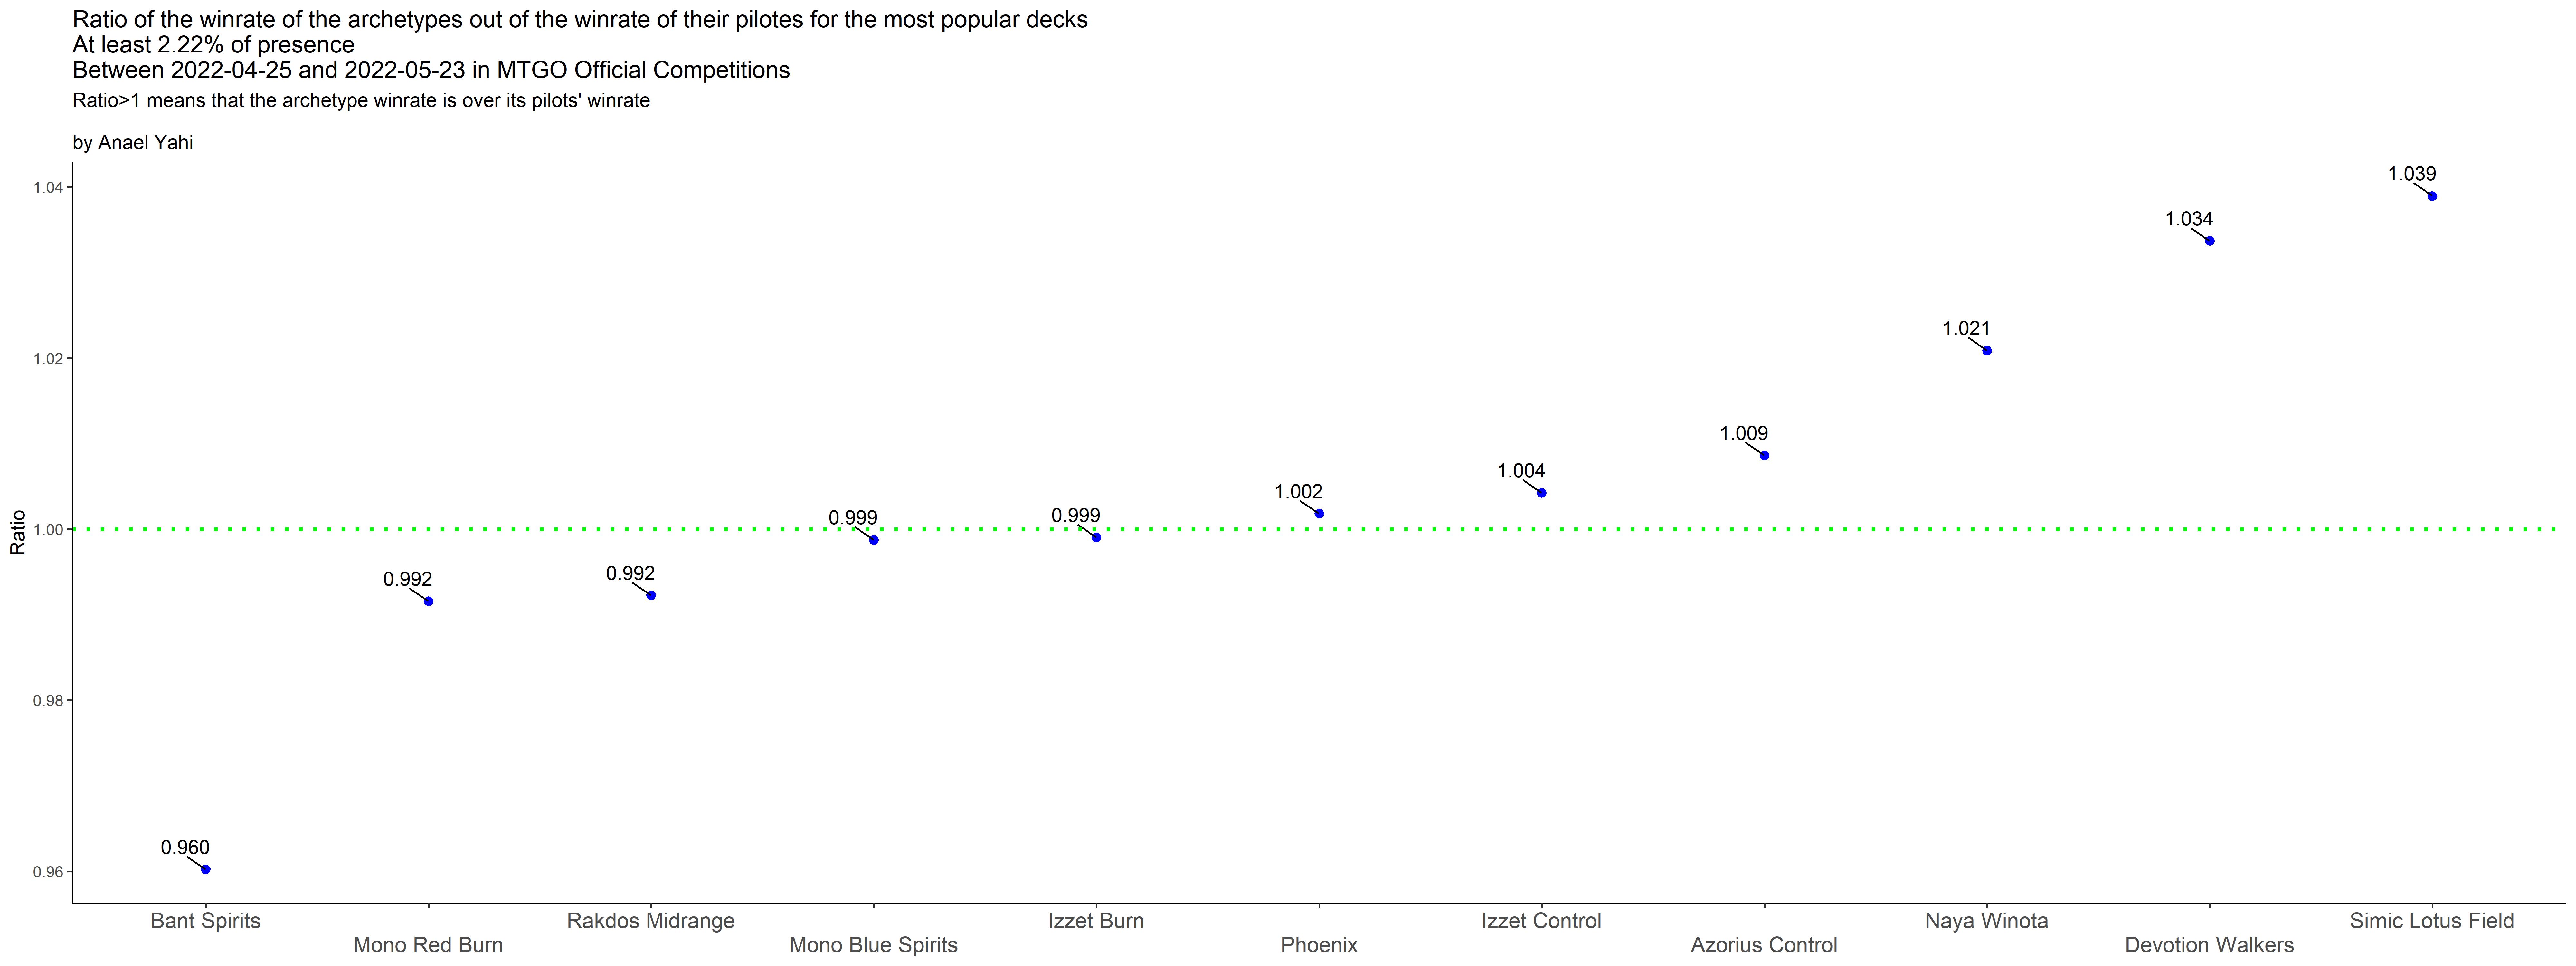 Ratio of the winrate of the archetypes out of the winrate of their pilotes for the most popular decks
At least 2.22% of presence
Between 2022-04-25 and 2022-05-23 in MTGO Official Competitions
Ratio>1 means that the archetype winrate is over its pilots' winrate
by Anael Yahi
Ratio
1.04
1.02
1.00
0.98
0.96
0.960
0.992
0.992
0.999
0.999
1.002
1.004
1.009
1.021
1.034
1.039
Bant Spirits
Mono Red Burn
Rakdos Midrange
Mono Blue Spirits
Izzet Burn
Phoenix
Izzet Control
Azorius Control
Naya Winota
Devotion Walkers
Simic Lotus Field